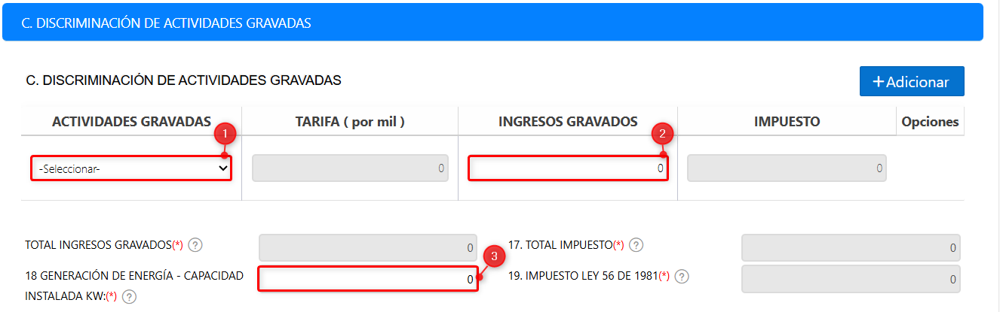 C. DISCRIMINACIÓN DE ACTIVIDADES GRAVADAS
C. DISCRIMINACIÓN DE ACTIVIDADES GRAVADAS
+Adicionar
ACTIVIDADES GRAVADAS TARIFA ( por mil ) INGRESOS GRAVADOS IMPUESTO Opciones
1 2
-Seleccionar- 0 0 0
TOTAL INGRESOS GRAVADOS(*) ? 0 17. TOTAL IMPUESTO(*) ? 0
3
18 GENERACIÓN DE ENERGÍA - CAPACIDAD 0 19. IMPUESTO LEY 56 DE 1981(*) ? 0
INSTALADA KW:(*) ?